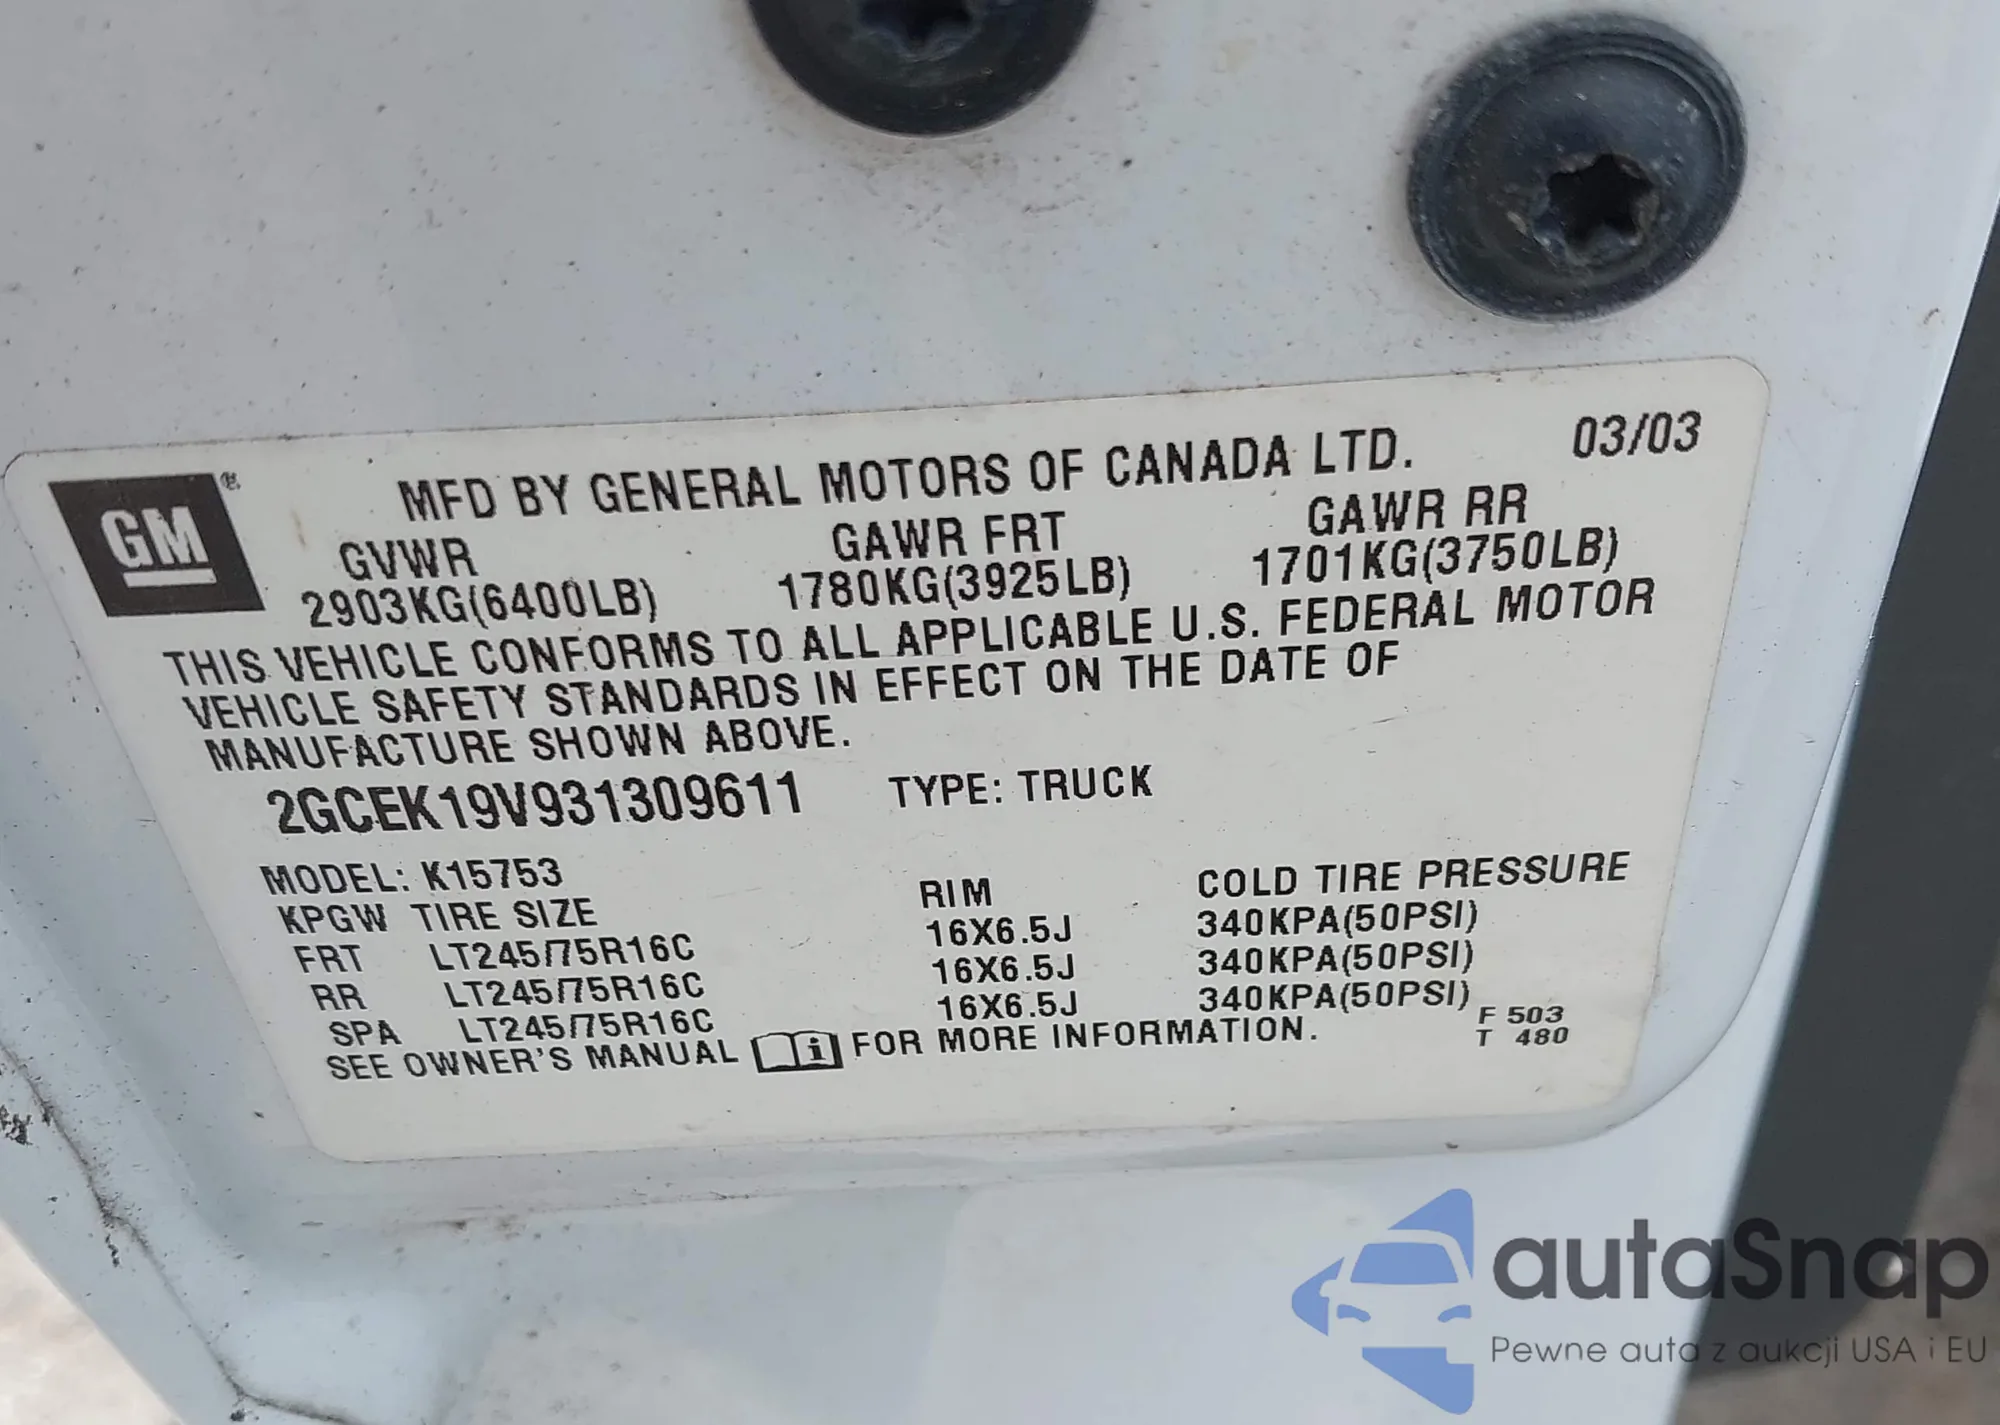 GM®
MFD BY GENERAL MOTORS OF CANADA LTD. 03/03
GVWR GAWR FRT GAWR RR
2903KG(6400LB) 1780KG(3925LB) 1701KG(3750LB)
THIS VEHICLE CONFORMS TO ALL APPLICABLE U.S. FEDERAL MOTOR
VEHICLE SAFETY STANDARDS IN EFFECT ON THE DATE OF
MANUFACTURE SHOWN ABOVE.
2GCEK19V931309611 TYPE: TRUCK
MODEL: K15753
KPGW TIRE SIZE RIM COLD TIRE PRESSURE
FRT LT245/75R16C 16X6.5J 340KPA(50PSI)
RR LT245/75R16C 16X6.5J 340KPA(50PSI)
SPA LT245/75R16C 16X6.5J 340KPA(50PSI)
SEE OWNER'S MANUAL i FOR MORE INFORMATION.
F 503
T 480
autaSnap
Pewne auta z aukcji USA i EU